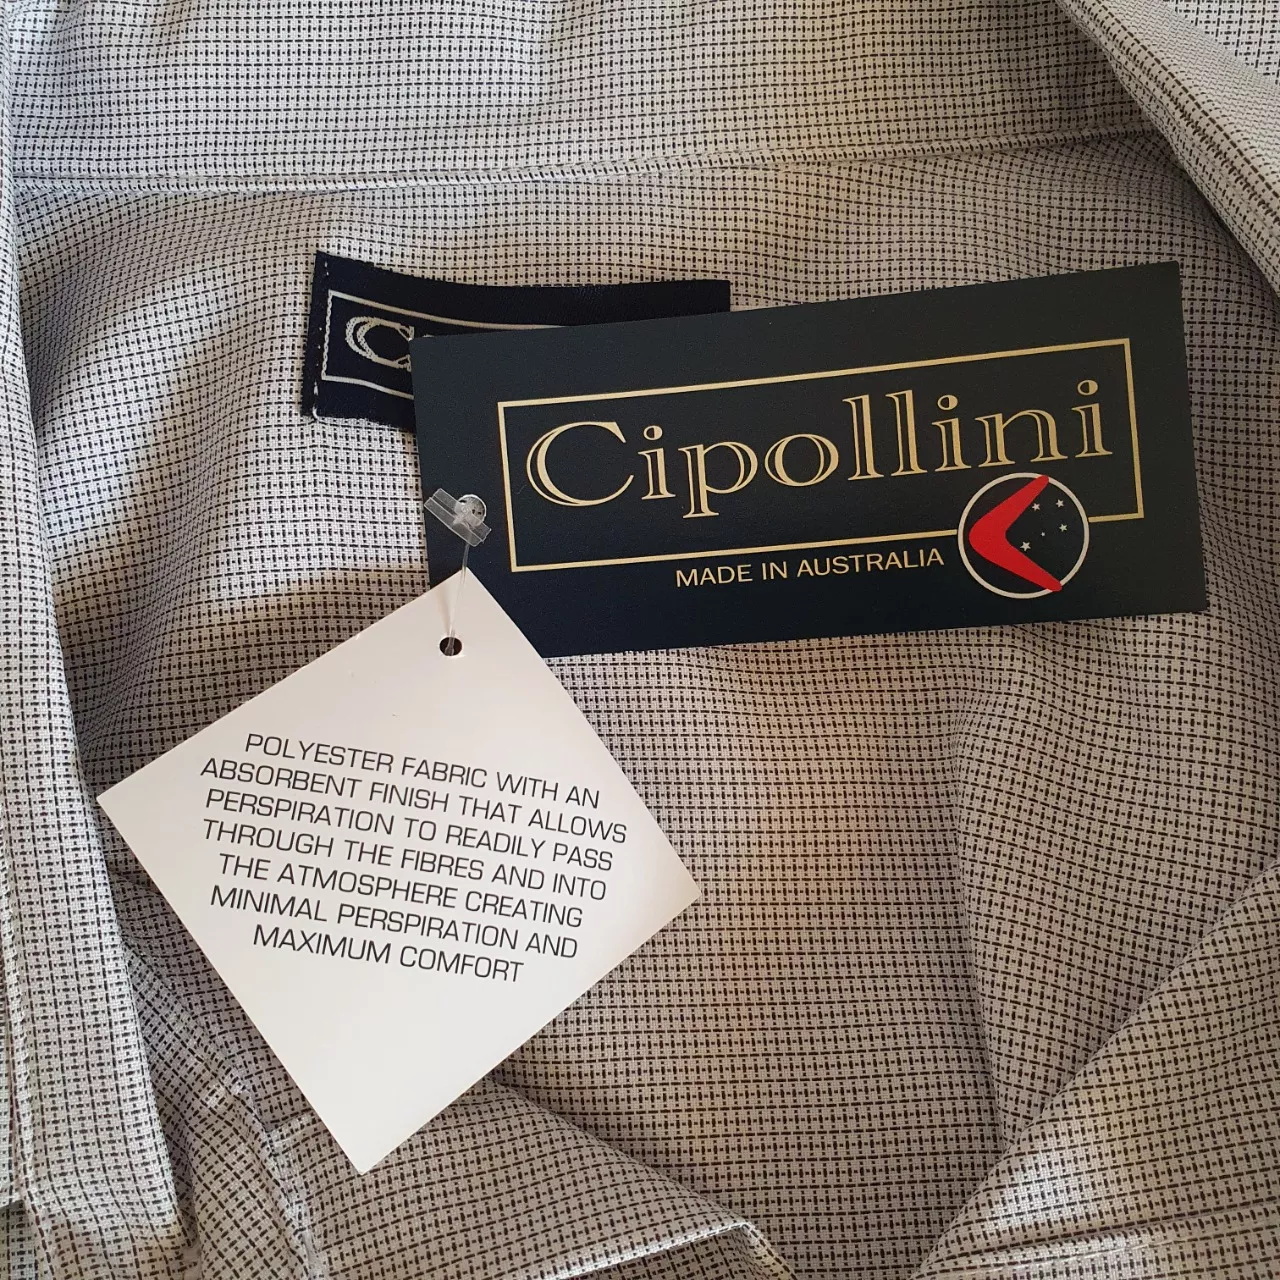 Cipollini
MADE IN AUSTRALIA
POLYESTER FABRIC WITH AN
ABSORBENT FINISH THAT ALLOWS
PERSPIRATION TO READILY PASS
THROUGH THE FIBRES AND INTO
THE ATMOSPHERE CREATING
MINIMAL PERSPIRATION AND
MAXIMUM COMFORT